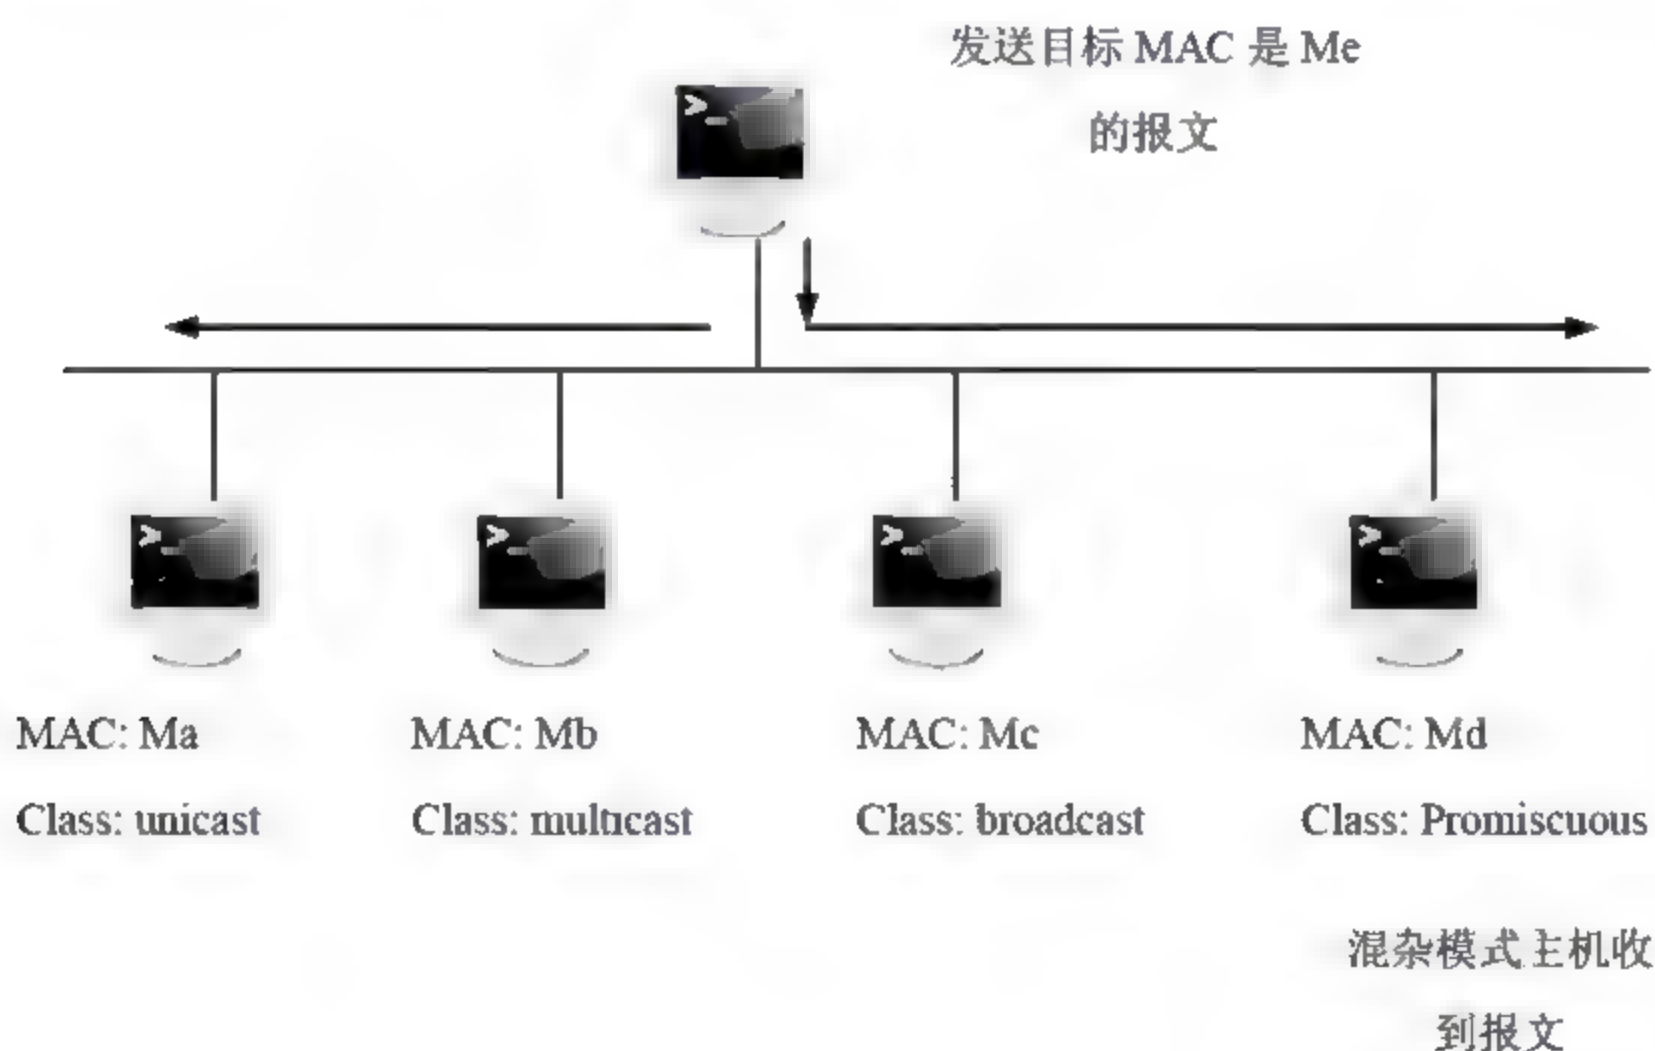 发送目标 MAC 是 Me
的报文
MAC: Ma
Class: unicast
MAC: Mb
Class: multicast
MAC: Mc
Class: broadcast
MAC: Md
Class: Promiscuous
混杂模式主机收
到报文